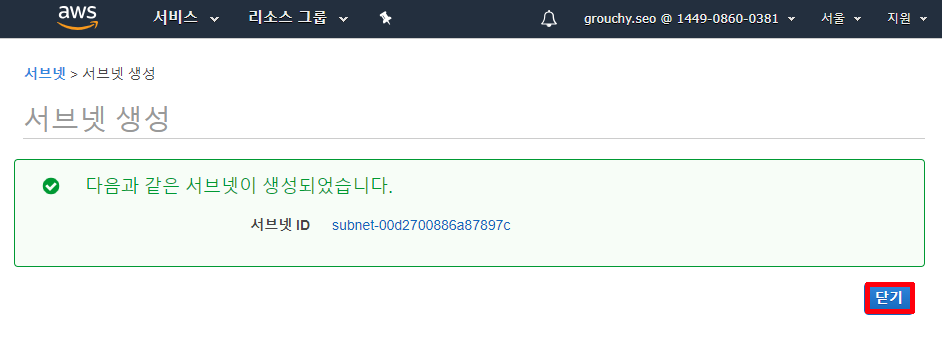 aws 서비스 리소스 그룹 grouchy.seo @ 1449-0860-0381 서울 지원
서브넷 > 서브넷 생성
서브넷 생성
다음과 같은 서브넷이 생성되었습니다.
서브넷 ID subnet-00d2700886a87897c
닫기